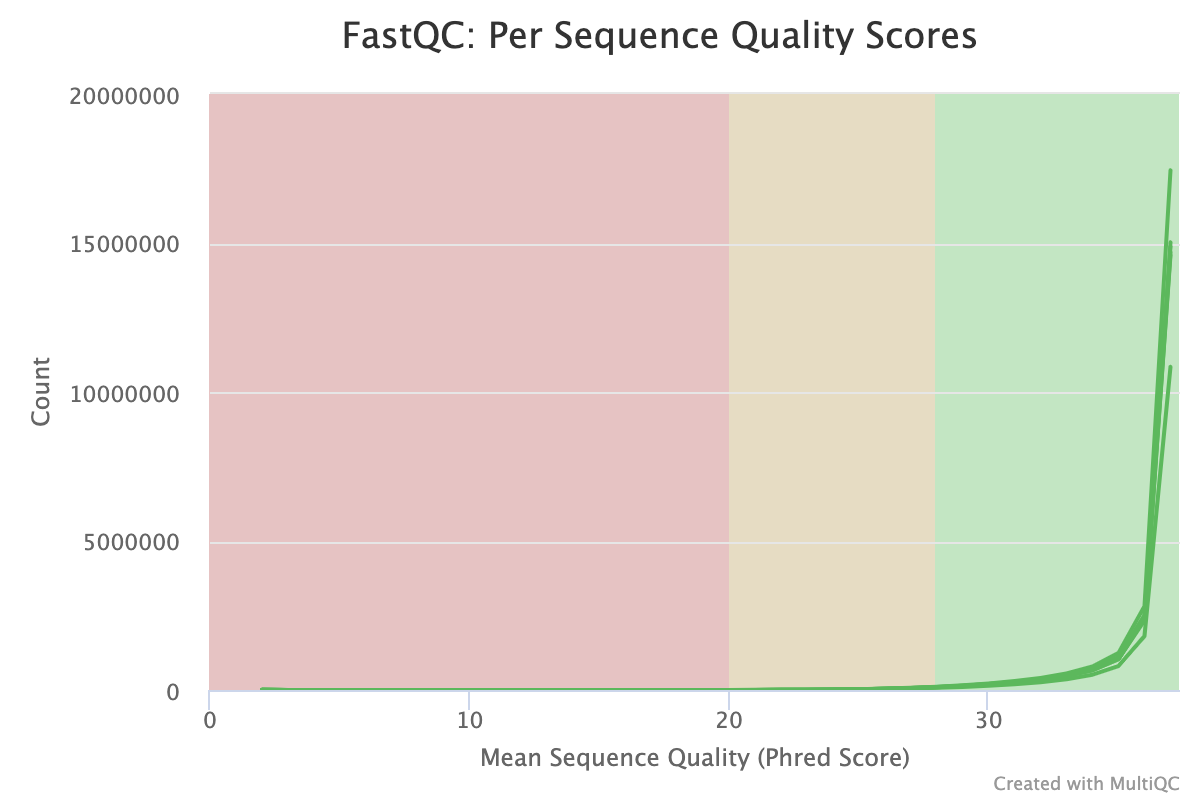 FastQC: Per Sequence Quality Scores
20000000
15000000
10000000
5000000
0
Count
0 10 20 30
Mean Sequence Quality (Phred Score)
Created with MultiQC